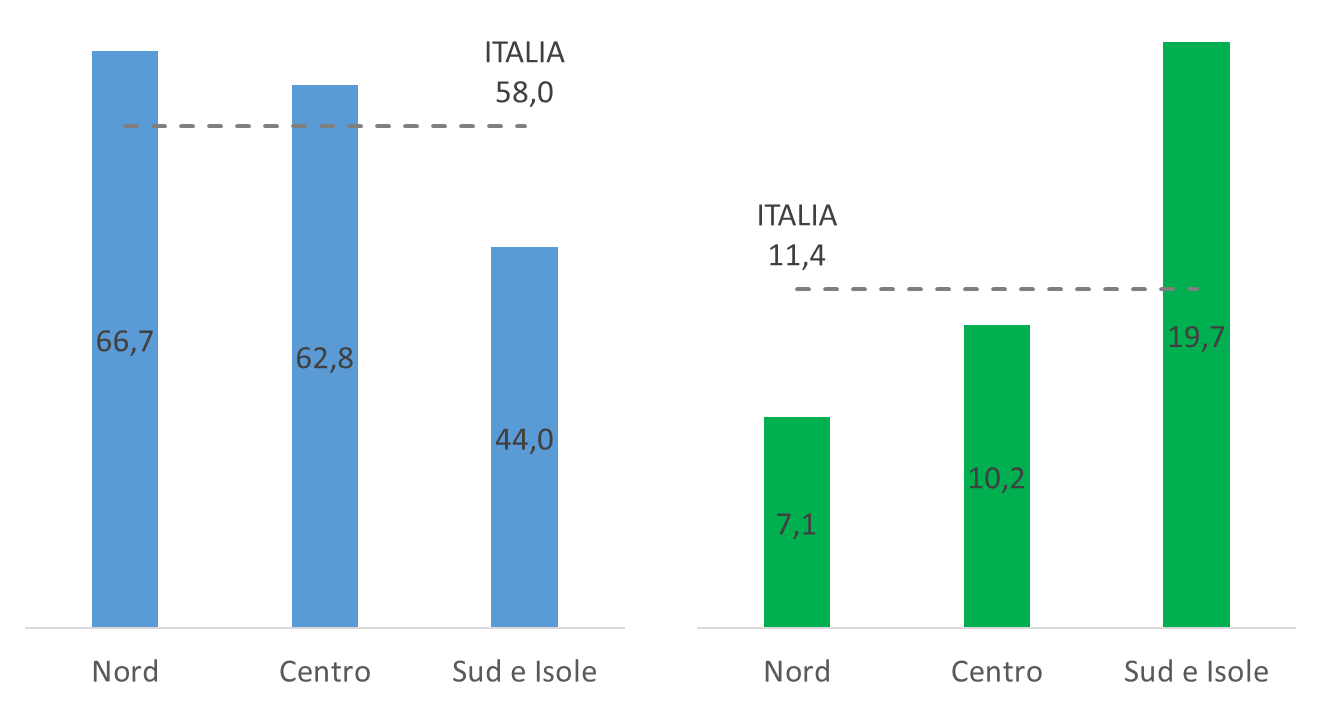 ITALIA
58,0
66,7
62,8
44,0
Nord
Centro
Sud e Isole
ITALIA
11,4
7,1
10,2
19,7
Nord
Centro
Sud e Isole